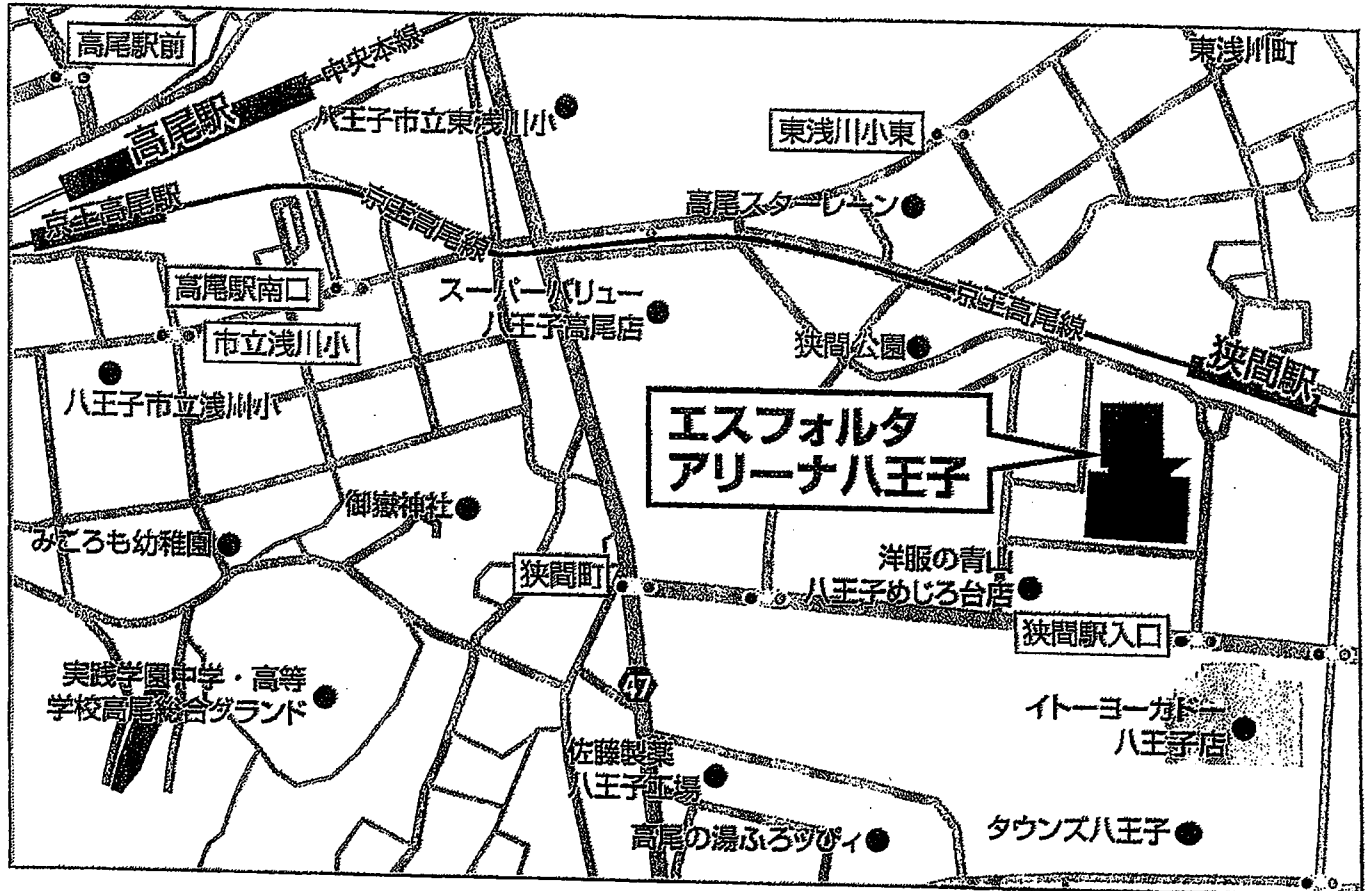 高尾駅前
中央本線
東浅川町
高尾駅
八王子市立東浅川小
東浅川小東
京王高尾駅
京王高尾線
高尾スターレーン
高尾駅南口
スーパーバリュー
八王子高尾店
京王高尾線
市立浅川小
狭間公園
狭間駅
八王子市立浅川小
エスフォルタ
アリーナ八王子
御嶽神社
みころも幼稚園
狭間町
洋服の青山
八王子めじろ台店
狭間駅入口
実践学園中学・高等
学校高尾総合グランド
47
イトーヨーカドー
八王子店
佐藤製薬
八王子工場
高尾の湯ふろッぴィ
タウンズ八王子